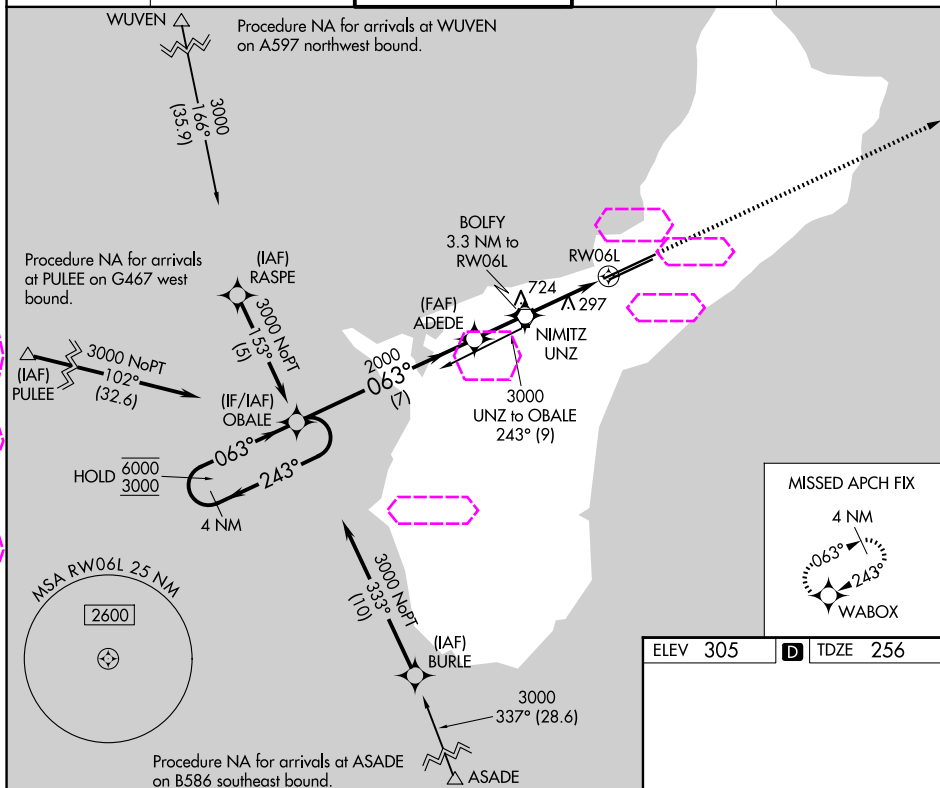 WUVEN
Procedure NA for arrivals at WUVEN
on A597 northwest bound.
3000
166°
(35.9)
BOLFY
3.3 NM to
RW06L
RW06L
Procedure NA for arrivals
at PULEE on G467 west
bound.
(IAF)
RASPE
724
297
(FAF)
ADEDE
NIMITZ
UNZ
3000 NoPT
153°
(5)
3000 NoPT
102°
(32.6)
(IAF)
PULEE
2000
063°
(7)
3000
UNZ to OBALE
243° (9)
(IF/IAF)
OBALE
063°
243°
HOLD 6000
3000
4 NM
MISSED APCH FIX
4 NM
063°
243°
WABOX
MSA RW06L 25 NM
2600
3000 NoPT
333°
(10)
(IAF)
BURLE
ELEV 305 D TDZE 256
3000
337° (28.6)
Procedure NA for arrivals at ASADE
on B586 southeast bound.
ASADE